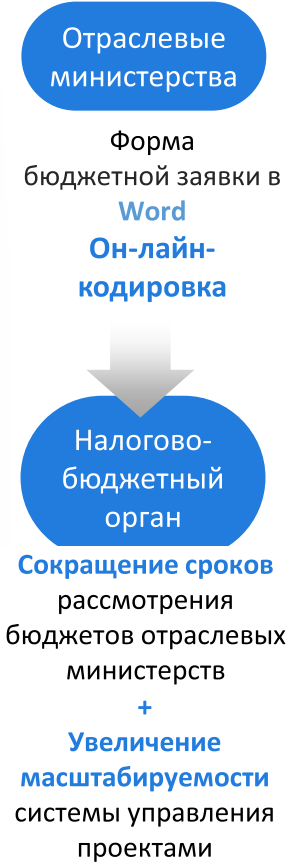 Отраслевые
министерства
Форма
бюджетной заявки в
Word
Он-лайн-
кодировка
Налогово-
бюджетный
орган
Сокращение сроков
рассмотрения
бюджетов отраслевых
министерств
+
Увеличение
масштабируемости
системы управления
проектами